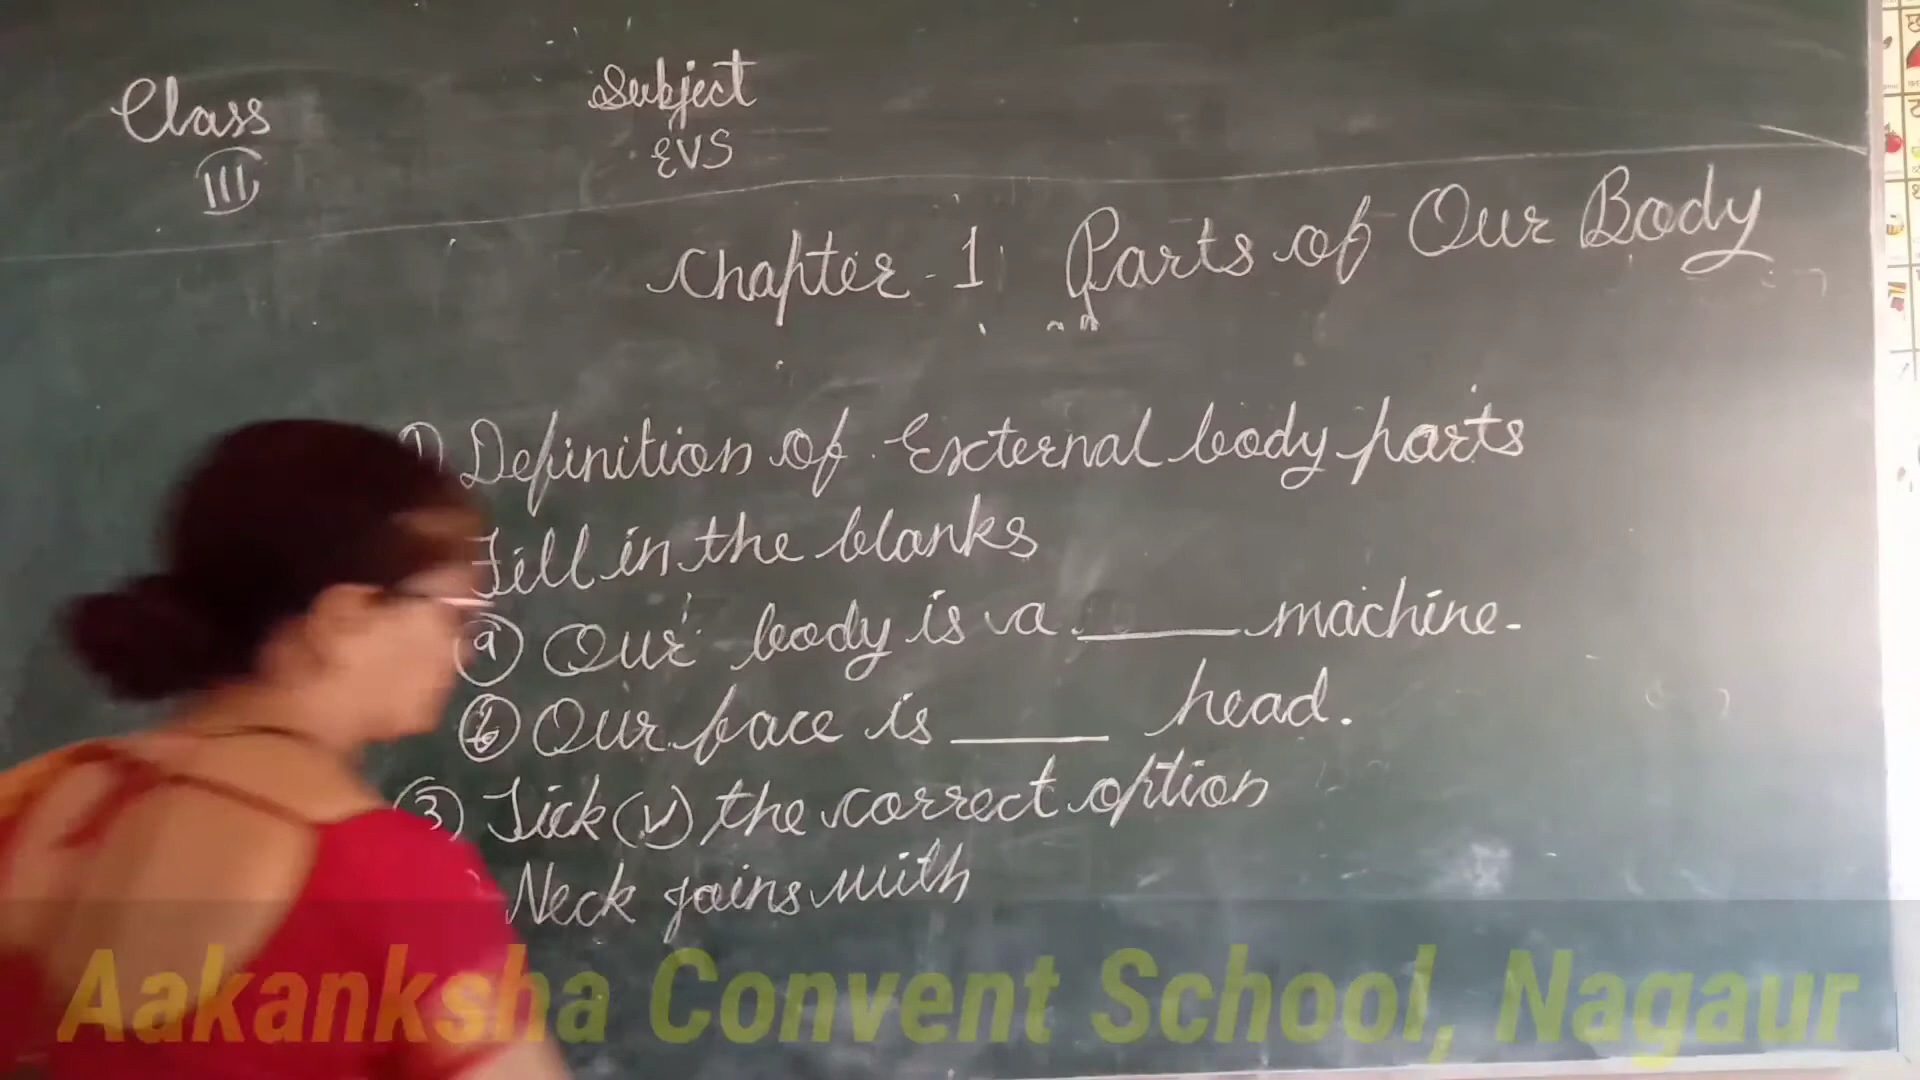 Class
III
Subject
EVS
Chapter - 1 Parts of Our Body
1) Definition of External body parts
Fill in the blanks
(a) Our body is a ____ machine.
(b) Our face is ____ head.
(3) Tick (✓) the correct option
Neck joins with
Aakanksha Convent School, Nagaur